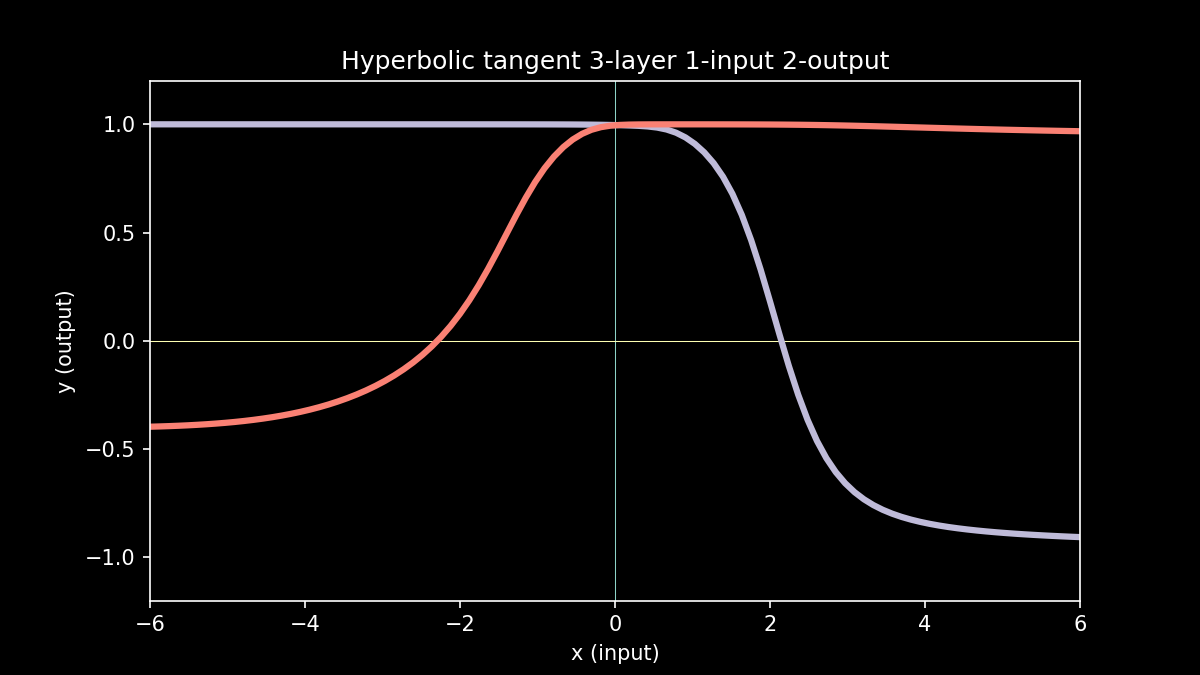 Hyperbolic tangent 3-layer 1-input 2-output
1.0
0.5
0.0
−0.5
−1.0
y (output)
−6 −4 −2 0 2 4 6
x (input)